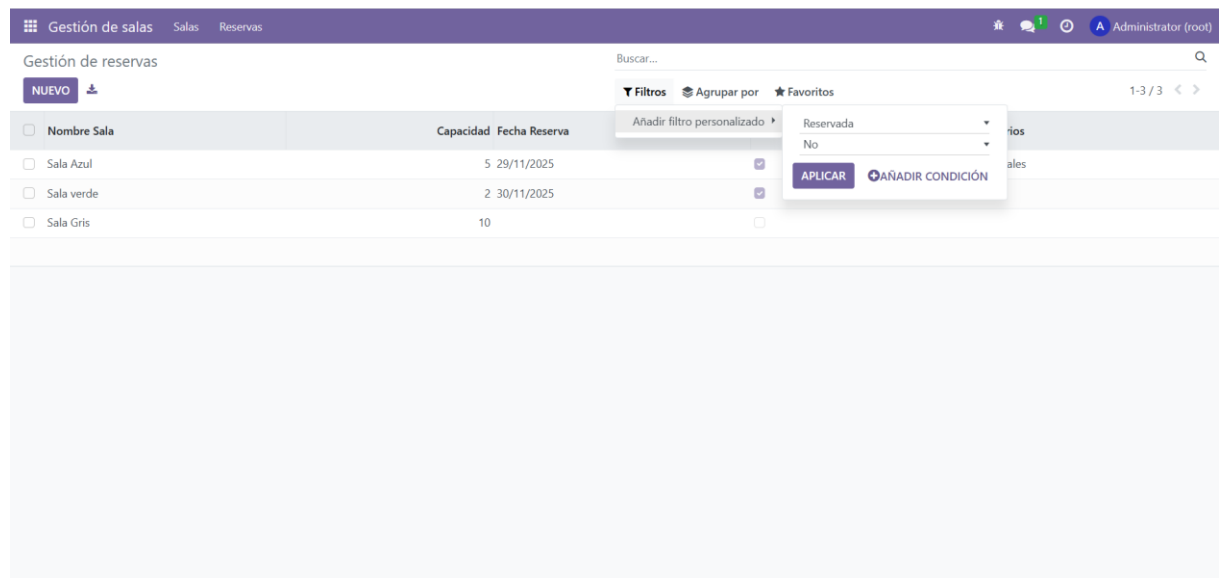 Gestión de salas Salas Reservas 1 A Administrator (root)
Gestión de reservas Buscar...
NUEVO Filtros Agrupar por Favoritos 1-3 / 3
Añadir filtro personalizado Reservada
Nombre Sala Capacidad Fecha Reserva
No
Sala Azul 5 29/11/2025
APLICAR AÑADIR CONDICIÓN
Sala verde 2 30/11/2025
Sala Gris 10